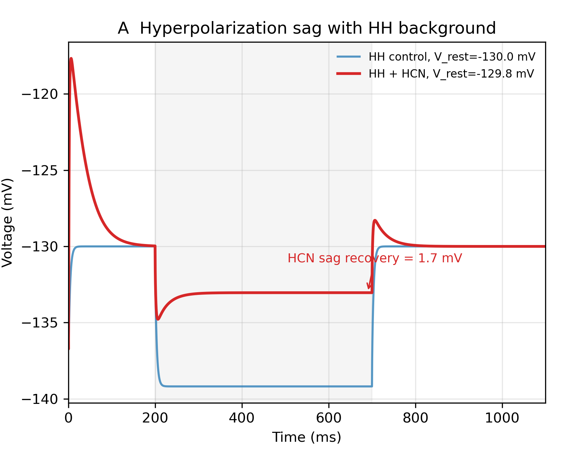 A Hyperpolarization sag with HH background
HH control, V_rest=-130.0 mV
HH + HCN, V_rest=-129.8 mV
HCN sag recovery = 1.7 mV
Voltage (mV)
−120
−125
−130
−135
−140
0 200 400 600 800 1000
Time (ms)